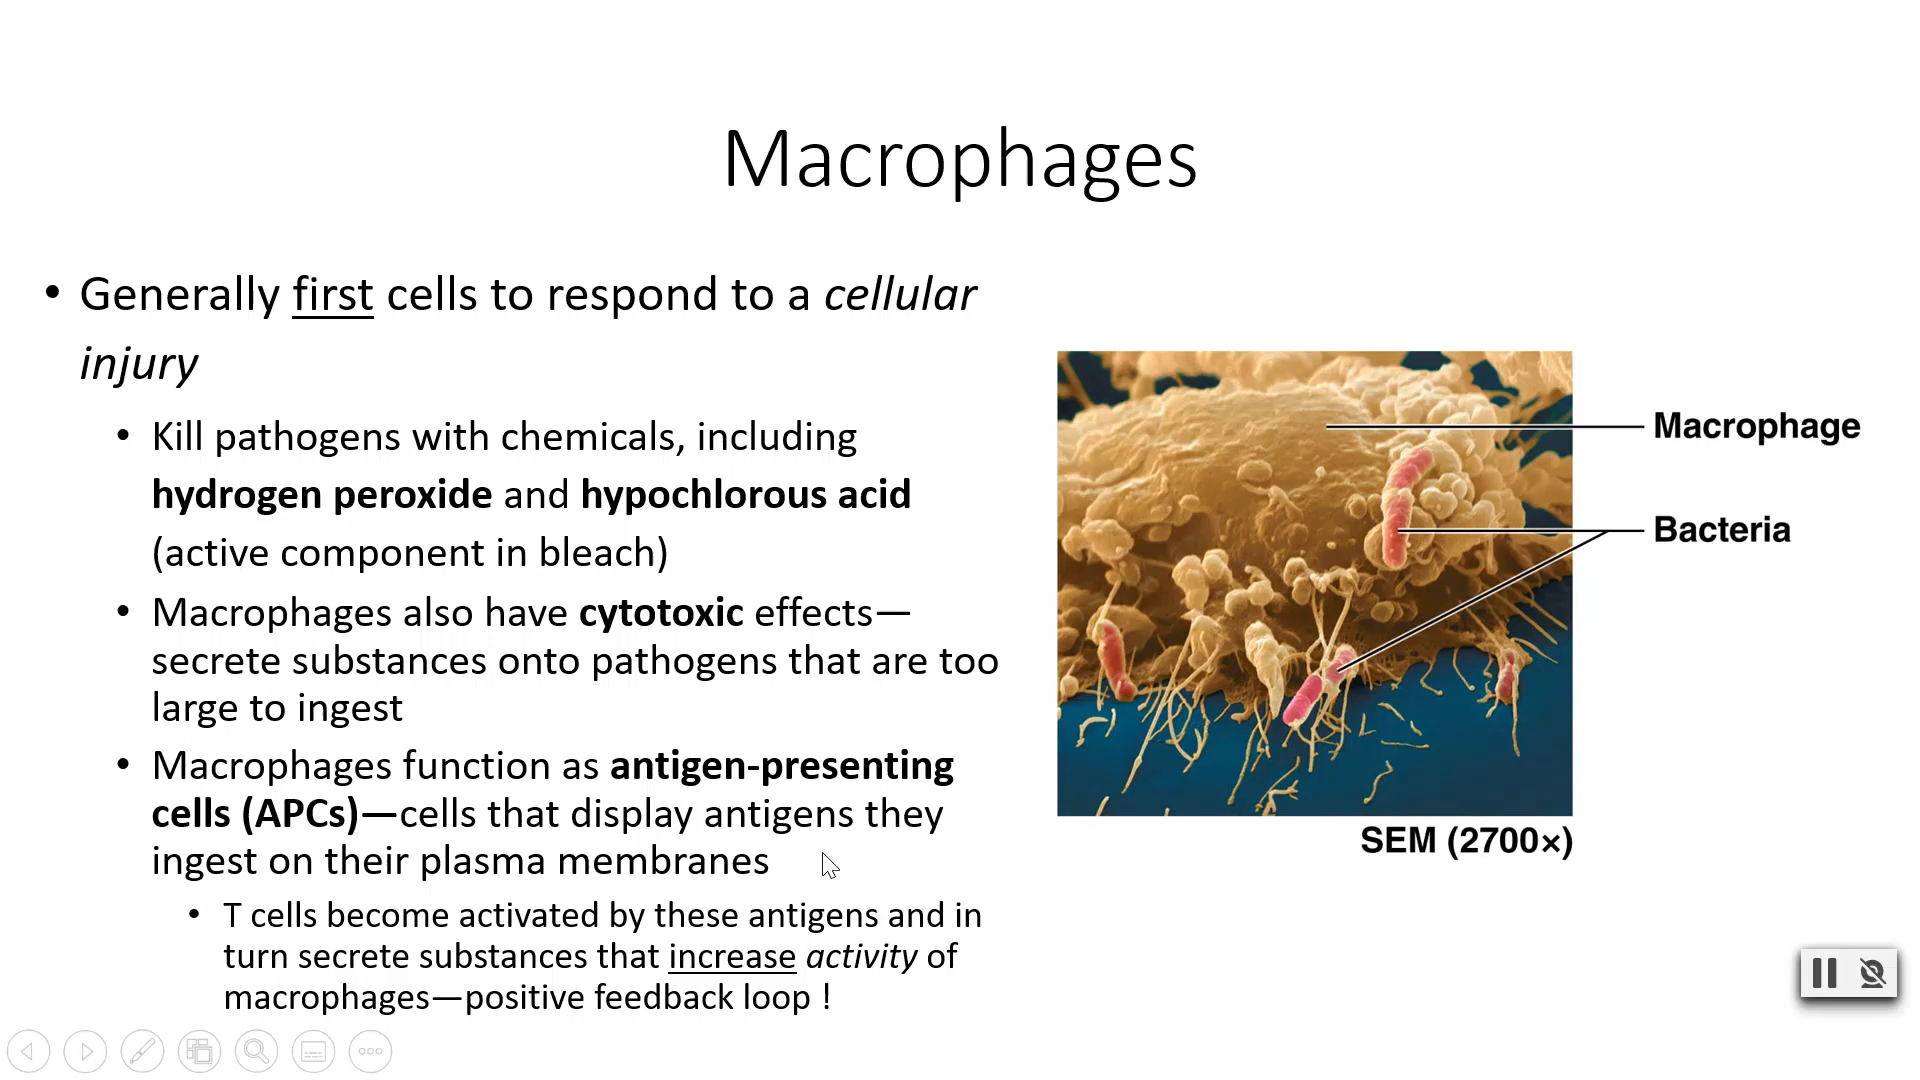 Macrophages
• Generally first cells to respond to a cellular
injury
• Kill pathogens with chemicals, including
hydrogen peroxide and hypochlorous acid
(active component in bleach)
• Macrophages also have cytotoxic effects—
secrete substances onto pathogens that are too
large to ingest
• Macrophages function as antigen-presenting
cells (APCs)—cells that display antigens they
ingest on their plasma membranes
• T cells become activated by these antigens and in
turn secrete substances that increase activity of
macrophages—positive feedback loop !
Macrophage
Bacteria
SEM (2700×)